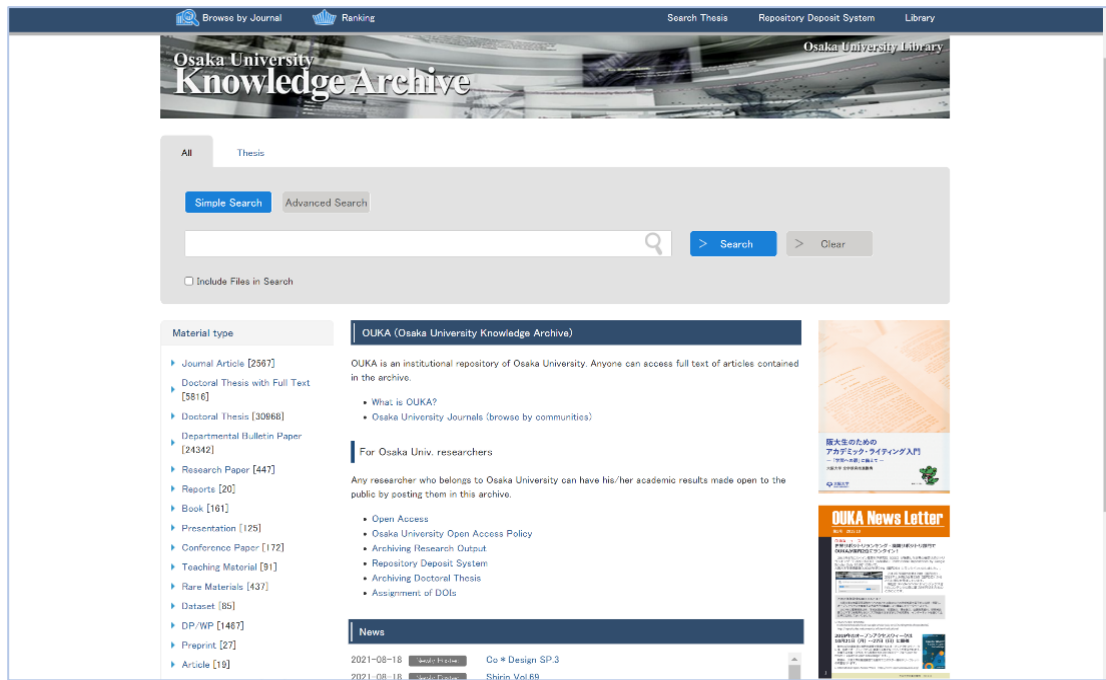 Browse by Journal
Ranking
Search Thesis
Repository Deposit System
Library
Osaka University Library
Osaka University
Knowledge Archive
All
Thesis
Simple Search
Advanced Search
> Search
> Clear
Include Files in Search
Material type
Journal Article [2567]
Doctoral Thesis with Full Text
[5816]
Doctoral Thesis [30968]
Departmental Bulletin Paper
[24342]
Research Paper [447]
Reports [20]
Book [161]
Presentation [125]
Conference Paper [172]
Teaching Material [91]
Rare Materials [437]
Dataset [85]
DP/WP [1467]
Preprint [27]
Article [19]
OUKA (Osaka University Knowledge Archive)
OUKA is an institutional repository of Osaka University. Anyone can access full text of articles contained
in the archive.
What is OUKA?
Osaka University Journals (browse by communities)
For Osaka Univ. researchers
Any researcher who belongs to Osaka University can have his/her academic results made open to the
public by posting them in this archive.
Open Access
Osaka University Open Access Policy
Archiving Research Output
Repository Deposit System
Archiving Doctoral Thesis
Assignment of DOIs
News
2021-08-18 Co * Design SP.3
2021-08-18 Shirin Vol.69
阪大生のための
アカデミック・ライティング入門
OUKA News Letter